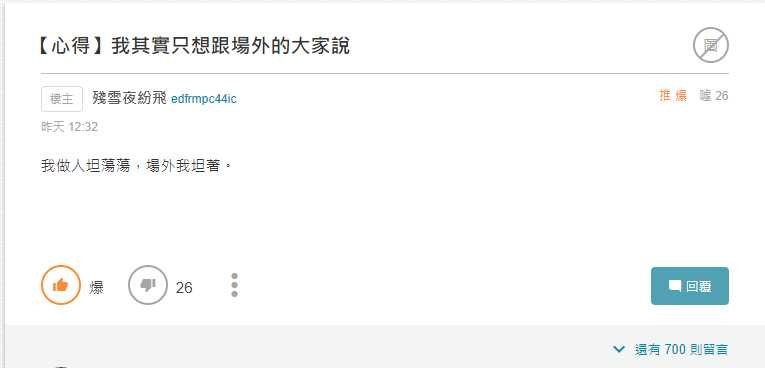 【心得】我其實只想跟場外的大家說
樓主 殘雪夜紛飛 edfrmpc44ic 推 爆 噓 26
昨天 12:32
我做人坦蕩蕩，場外我坦著。
爆 26 回覆
還有 700 則留言